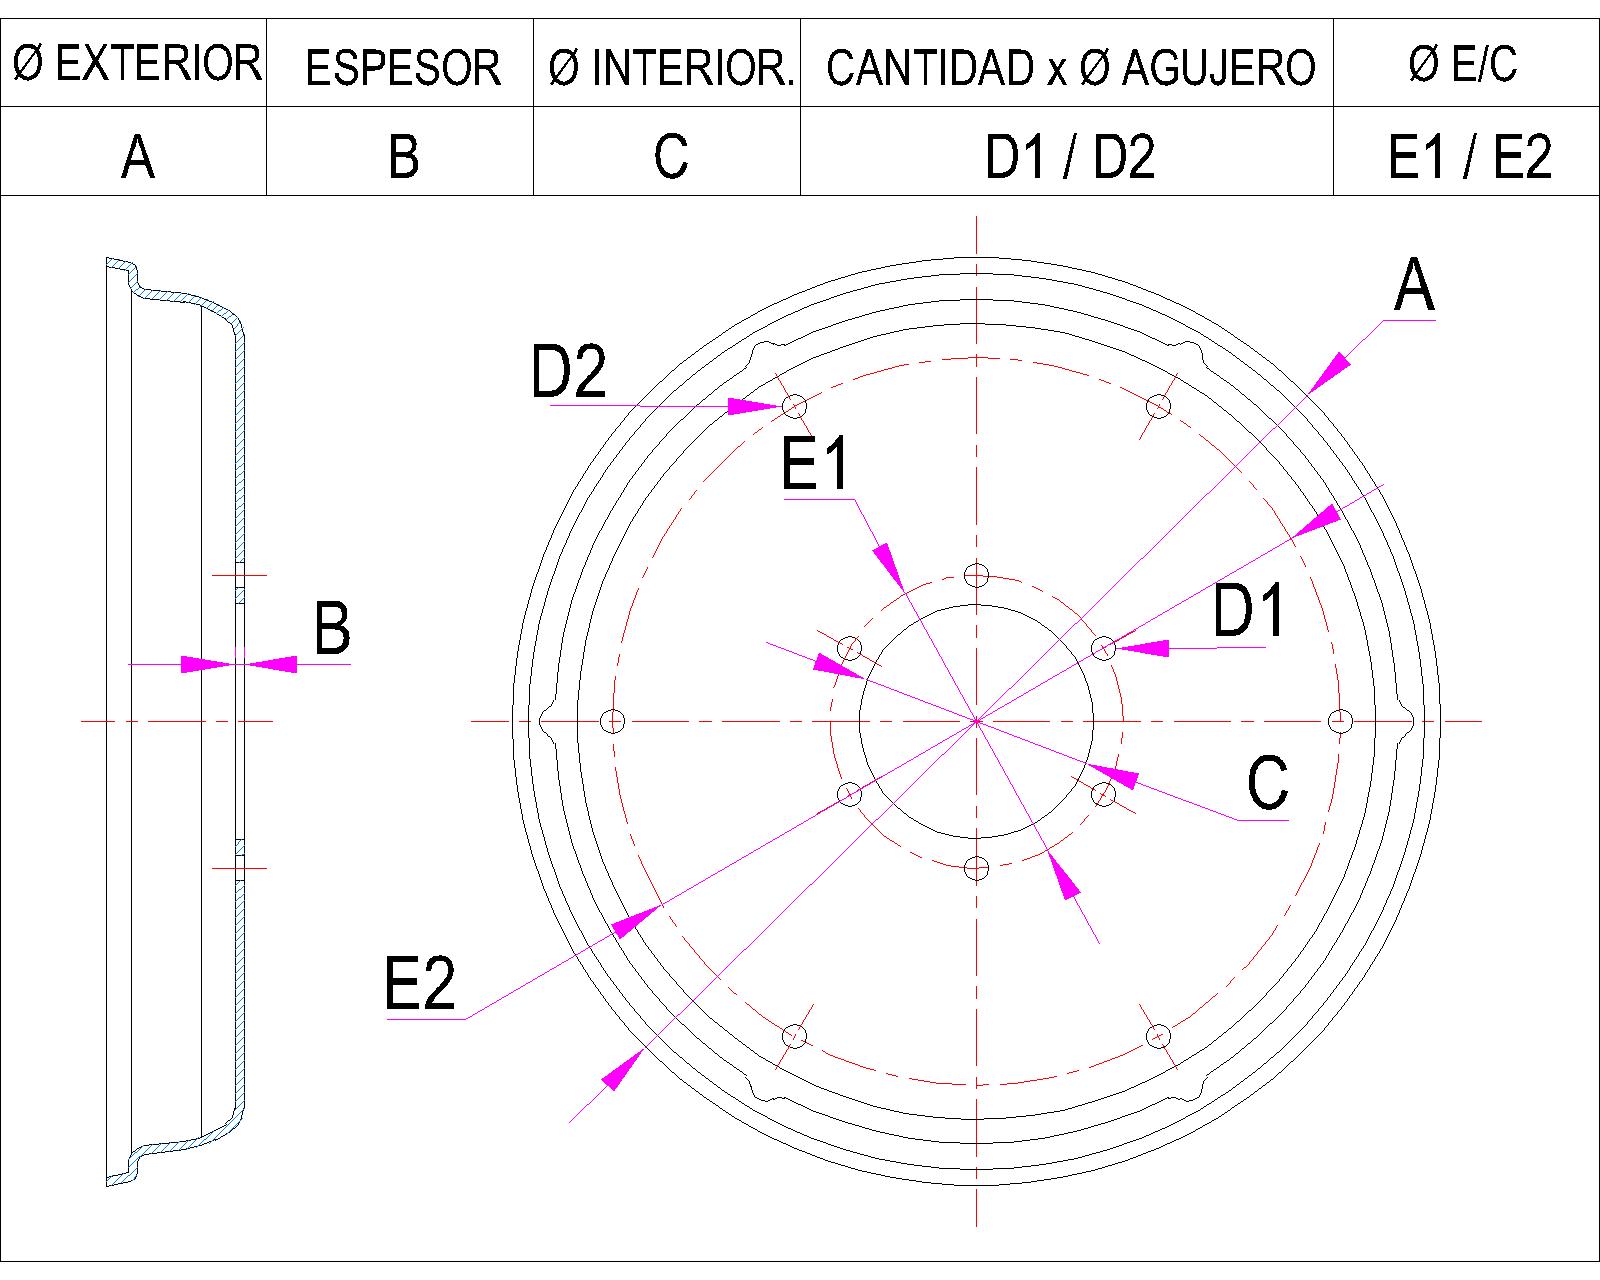 Ø EXTERIOR ESPESOR Ø INTERIOR. CANTIDAD x Ø AGUJERO Ø E/C
A B C D1 / D2 E1 / E2
A
D2
E1
D1
B
C
E2